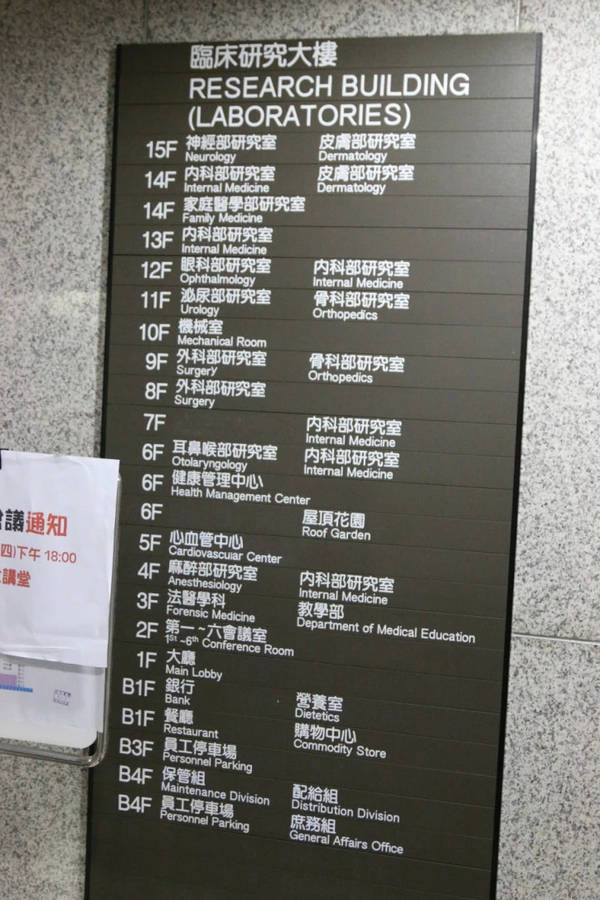 臨床研究大樓
RESEARCH BUILDING
(LABORATORIES)
15F 神經部研究室 皮膚部研究室
Neurology Dermatology
14F 內科部研究室 皮膚部研究室
Internal Medicine Dermatology
14F 家庭醫學部研究室
Family Medicine
13F 內科部研究室
Internal Medicine
12F 眼科部研究室 內科部研究室
Ophthalmology Internal Medicine
11F 泌尿部研究室 骨科部研究室
Urology Orthopedics
10F 機械室
Mechanical Room
9F 外科部研究室 骨科部研究室
Surgery Orthopedics
8F 外科部研究室
Surgery
7F 內科部研究室
Internal Medicine
6F 耳鼻喉部研究室 內科部研究室
Otolaryngology Internal Medicine
6F 健康管理中心
Health Management Center
6F 屋頂花園
Roof Garden
5F 心血管中心
Cardiovascular Center
4F 麻醉部研究室 內科部研究室
Anesthesiology Internal Medicine
3F 法醫學科 教學部
Forensic Medicine Department of Medical Education
2F 第一~六會議室
1St ~6th Conference Room
1F 大廳
Main Lobby
B1F 銀行 營養室
Bank Dietetics
B1F 餐廳 購物中心
Restaurant Commodity Store
B3F 員工停車場
Personnel Parking
B4F 保管組 配給組
Maintenance Division Distribution Division
B4F 員工停車場 庶務組
Personnel Parking General Affairs Office
議通知
四)下午 18:00
講堂